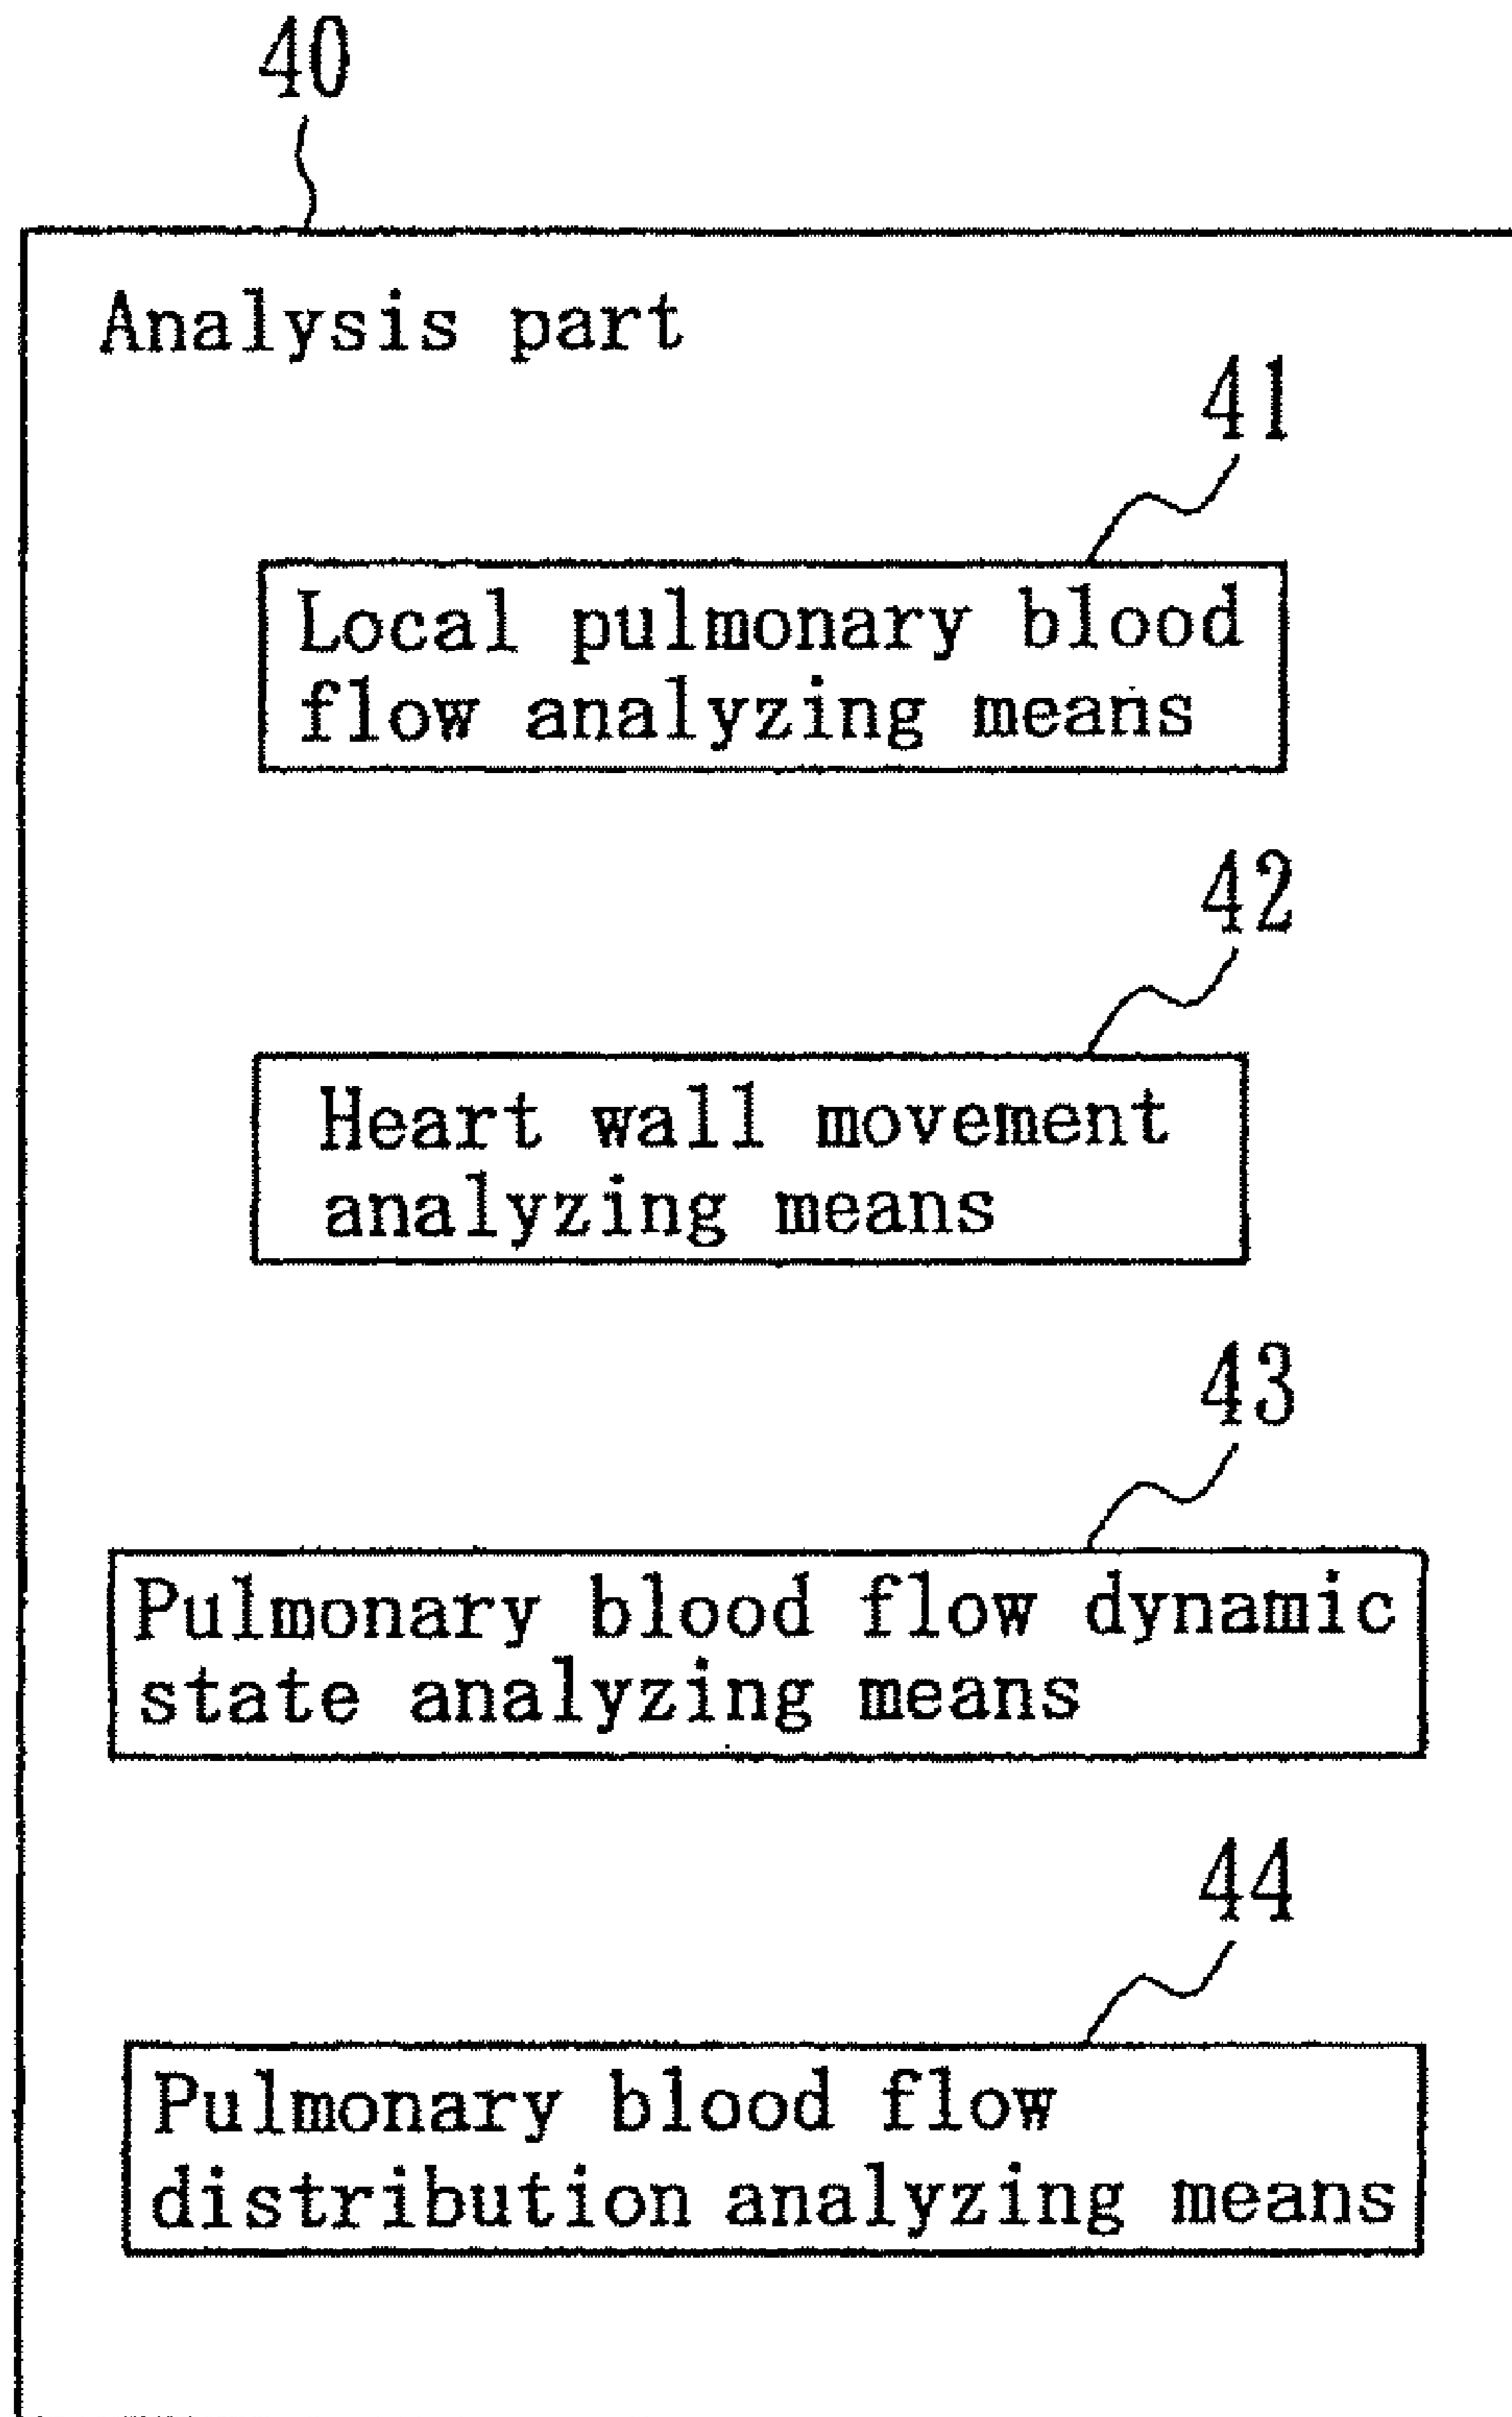 40
Analysis part
41
Local pulmonary blood
flow analyzing means
42
Heart wall movement
analyzing means
43
Pulmonary blood flow dynamic
state analyzing means
44
Pulmonary blood flow
distribution analyzing means